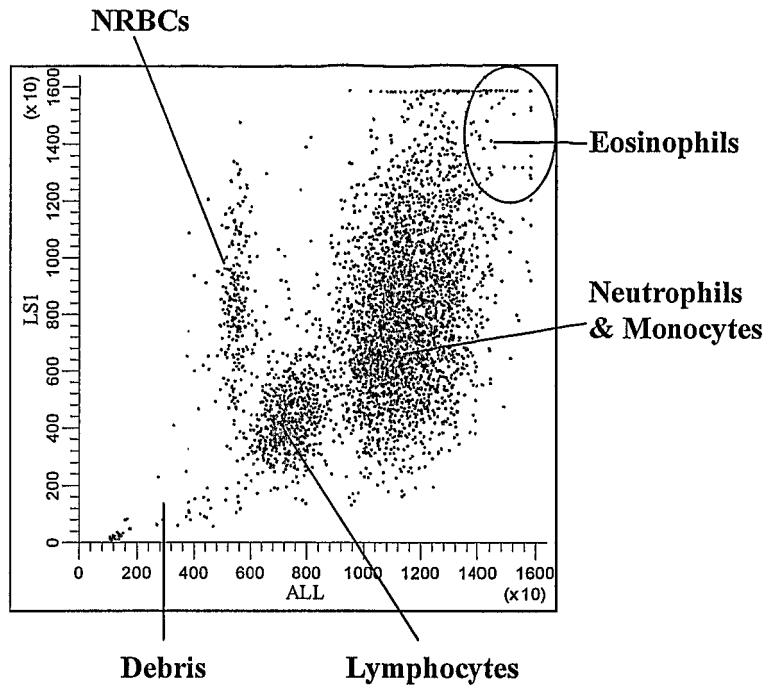 NRBCs
(x10)
1600
1400
Eosinophils
1200
1000
LS1
800
Neutrophils
& Monocytes
600
400
200
0
0 200 400 600 800 1000 1200 1400 1600
ALL
(x10)
Debris
Lymphocytes